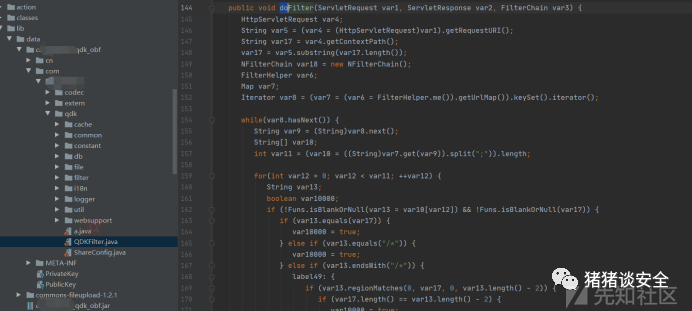 action
classes
lib
data
qdk_obf
cn
com
codec
extern
qdk
cache
common
constant
db
file
filter
i18n
logger
util
websupport
a.java
QDKFilter.java
ShareConfig.java
META-INF
PrivateKey
PublicKey
commons-fileupload-1.2.1
qdk_obf.jar
144 public void doFilter(ServletRequest var1, ServletResponse var2, FilterChain var3) {
145 HttpServletRequest var4;
146 String var5 = (var4 = (HttpServletRequest)var1).getRequestURI();
147 String var17 = var4.getContextPath();
148 var17 = var5.substring(var17.length());
149 NFilterChain var18 = new NFilterChain();
150 FilterHelper var6;
151 Map var7;
152 Iterator var8 = (var7 = (var6 = FilterHelper.me()).getUrlMap()).keySet().iterator();
153
154 while(var8.hasNext()) {
155 String var9 = (String)var8.next();
156 String[] var10;
157 int var11 = (var10 = ((String)var7.get(var9)).split(";")).length;
158
159 for(int var12 = 0; var12 < var11; ++var12) {
160 String var13;
161 boolean var10000;
162 if (!Funs.isBlankOrNull(var13 = var10[var12]) && !Funs.isBlankOrNull(var17)) {
163 if (var13.equals(var17)) {
164 var10000 = true;
165 } else if (var13.equals("/*")) {
166 var10000 = true;
167 } else if (var13.endsWith("/*")) {
168 label49: {
169 if (var13.regionMatches(0, var17, 0, var13.length() - 2)) {
170 if (var17.length() == var13.length() - 2) {
171 var10000 = true;
猪猪谈安全
先知社区